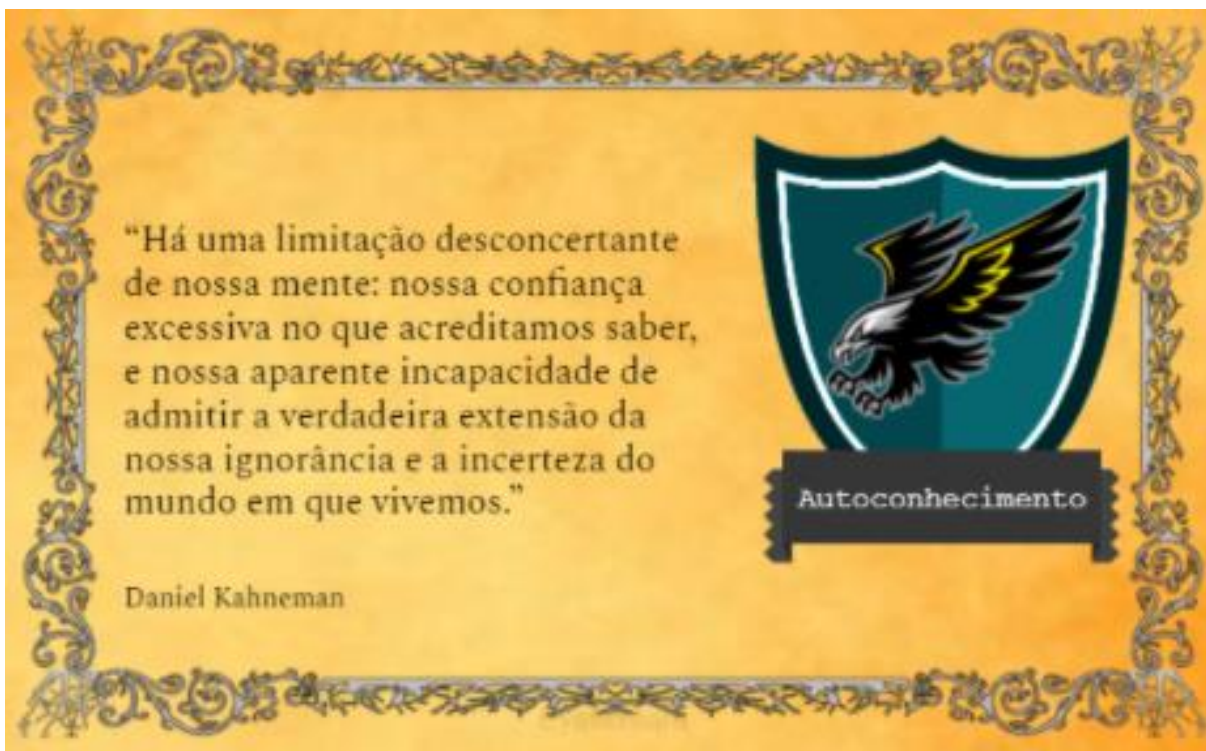 “Há uma limitação desconcertante
de nossa mente: nossa confiança
excessiva no que acreditamos saber,
e nossa aparente incapacidade de
admitir a verdadeira extensão da
nossa ignorância e a incerteza do
mundo em que vivemos.”
Daniel Kahneman
Autoconhecimento